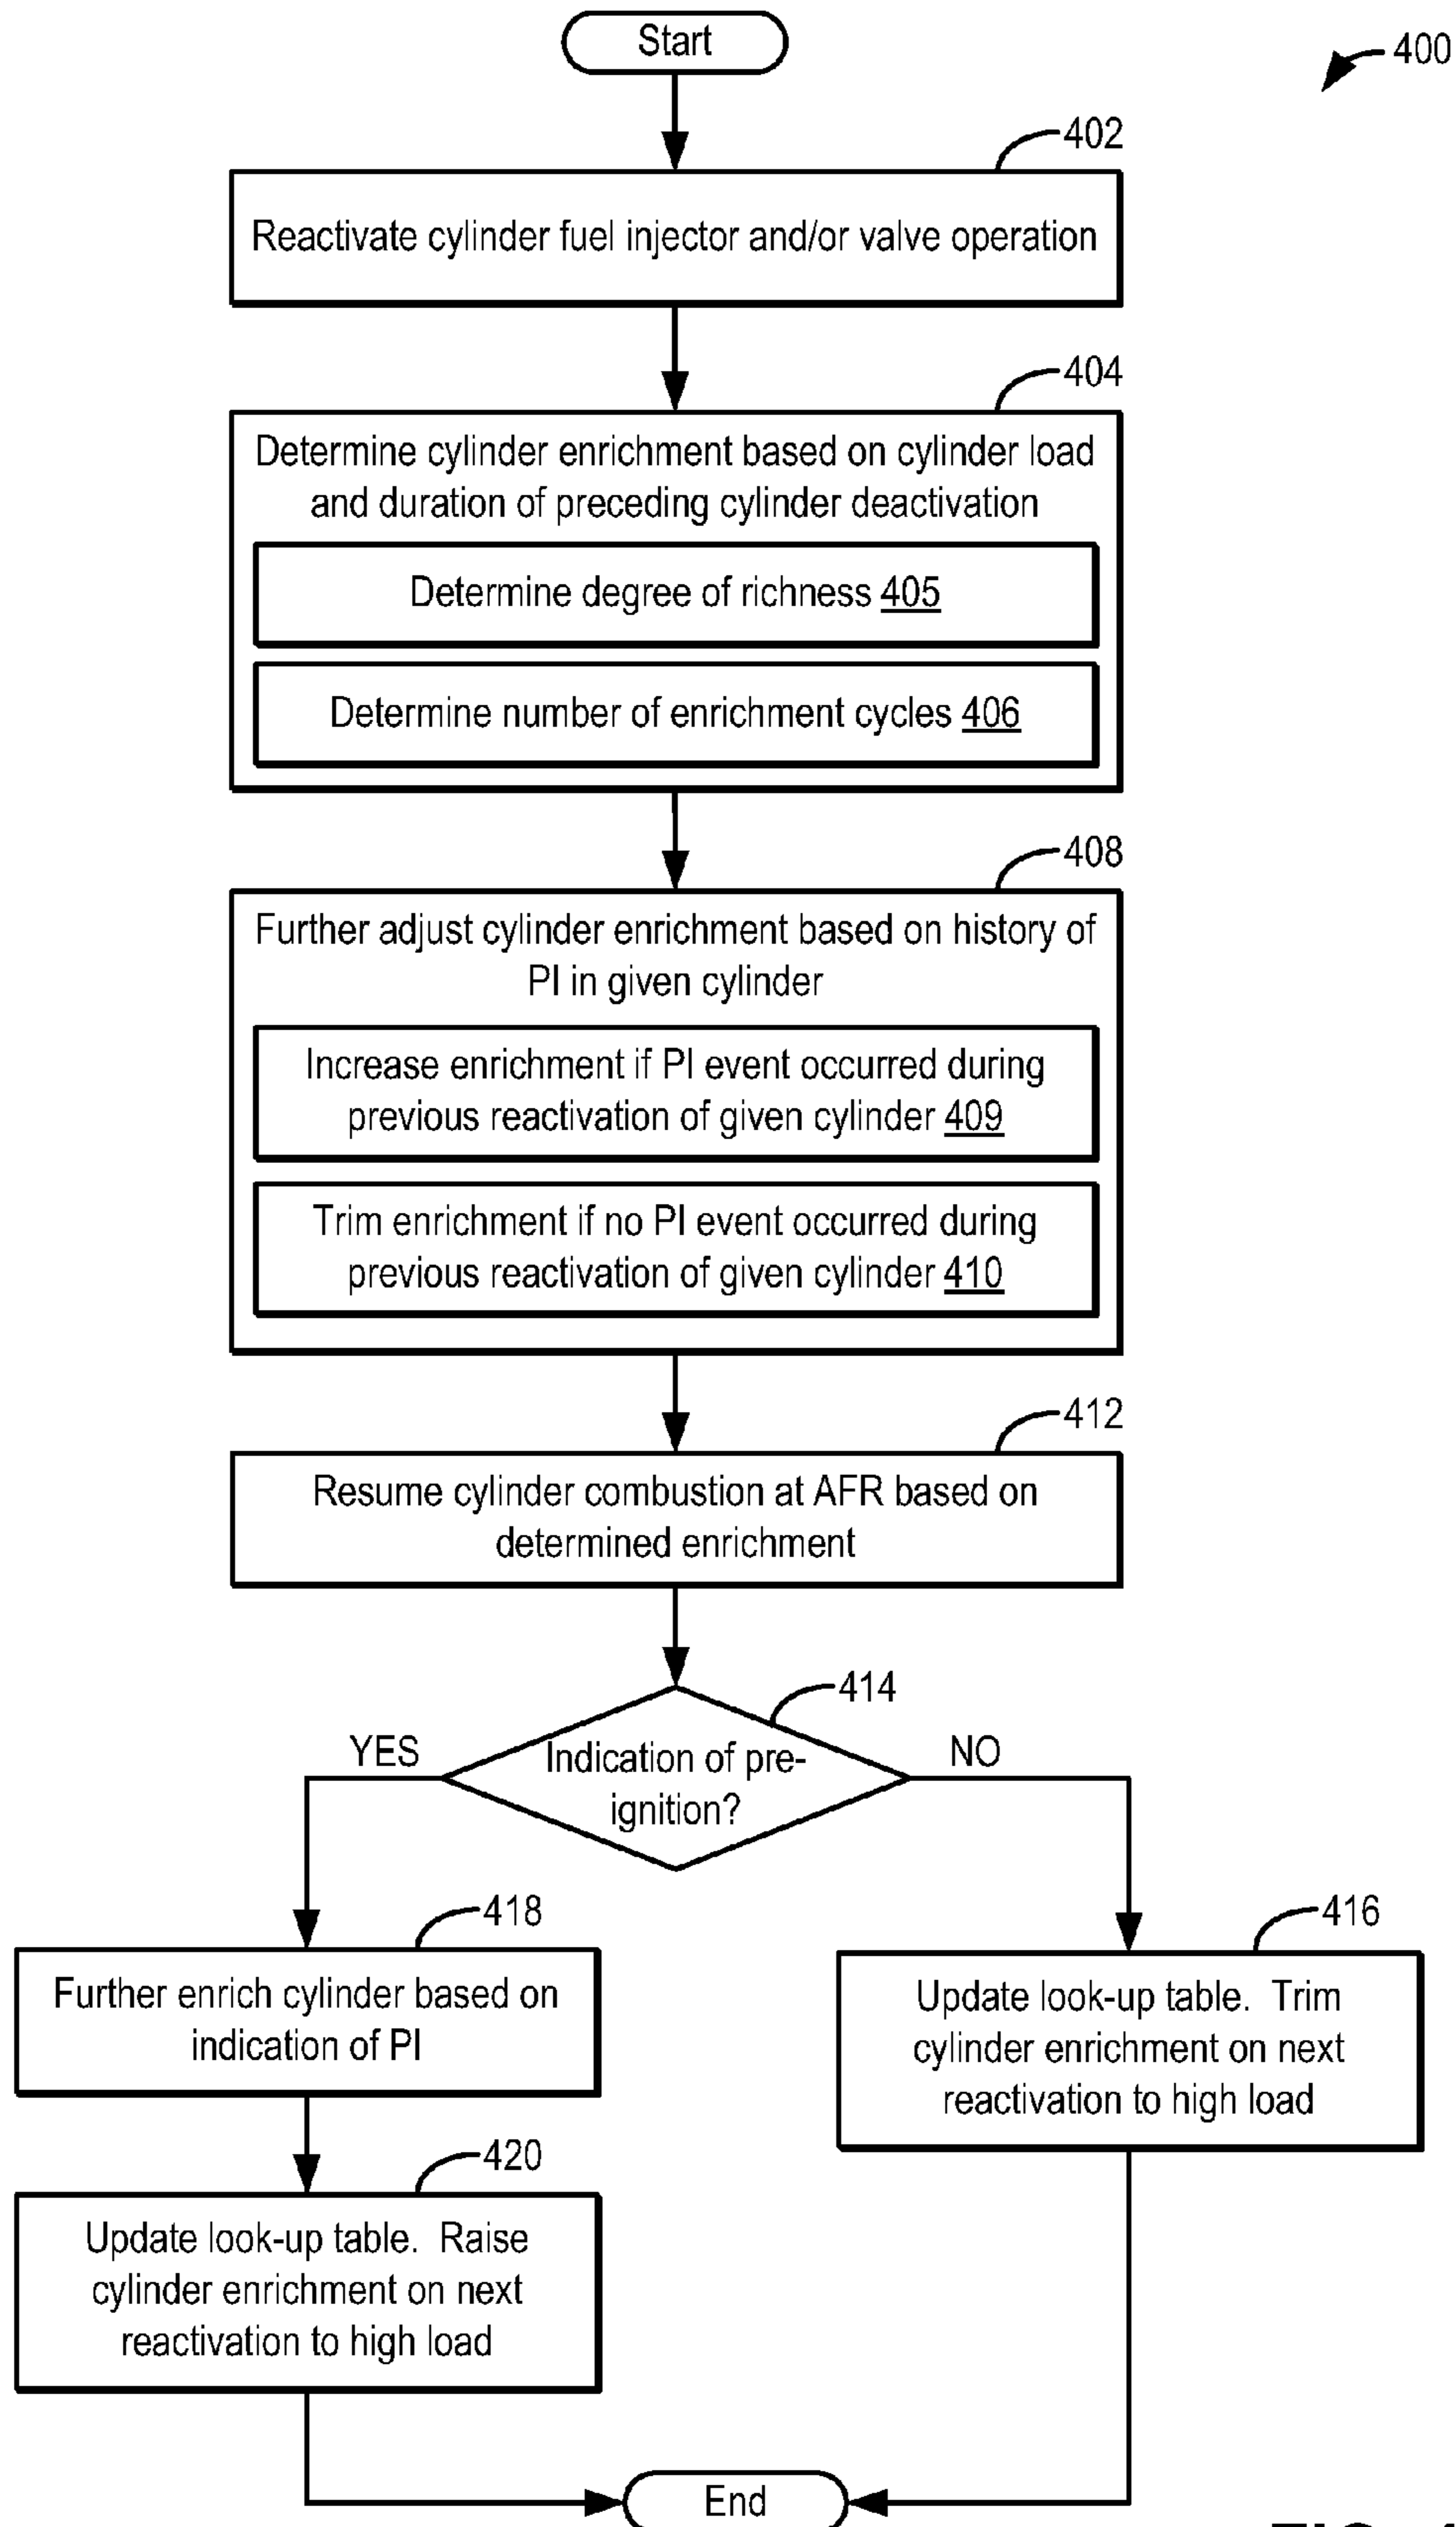 Start
400
402
Reactivate cylinder fuel injector and/or valve operation
404
Determine cylinder enrichment based on cylinder load
and duration of preceding cylinder deactivation
Determine degree of richness 405
Determine number of enrichment cycles 406
408
Further adjust cylinder enrichment based on history of
PI in given cylinder
Increase enrichment if PI event occurred during
previous reactivation of given cylinder 409
Trim enrichment if no PI event occurred during
previous reactivation of given cylinder 410
412
Resume cylinder combustion at AFR based on
determined enrichment
414
YES
Indication of pre-
ignition?
NO
418
Further enrich cylinder based on
indication of PI
416
Update look-up table. Trim
cylinder enrichment on next
reactivation to high load
420
Update look-up table. Raise
cylinder enrichment on next
reactivation to high load
End